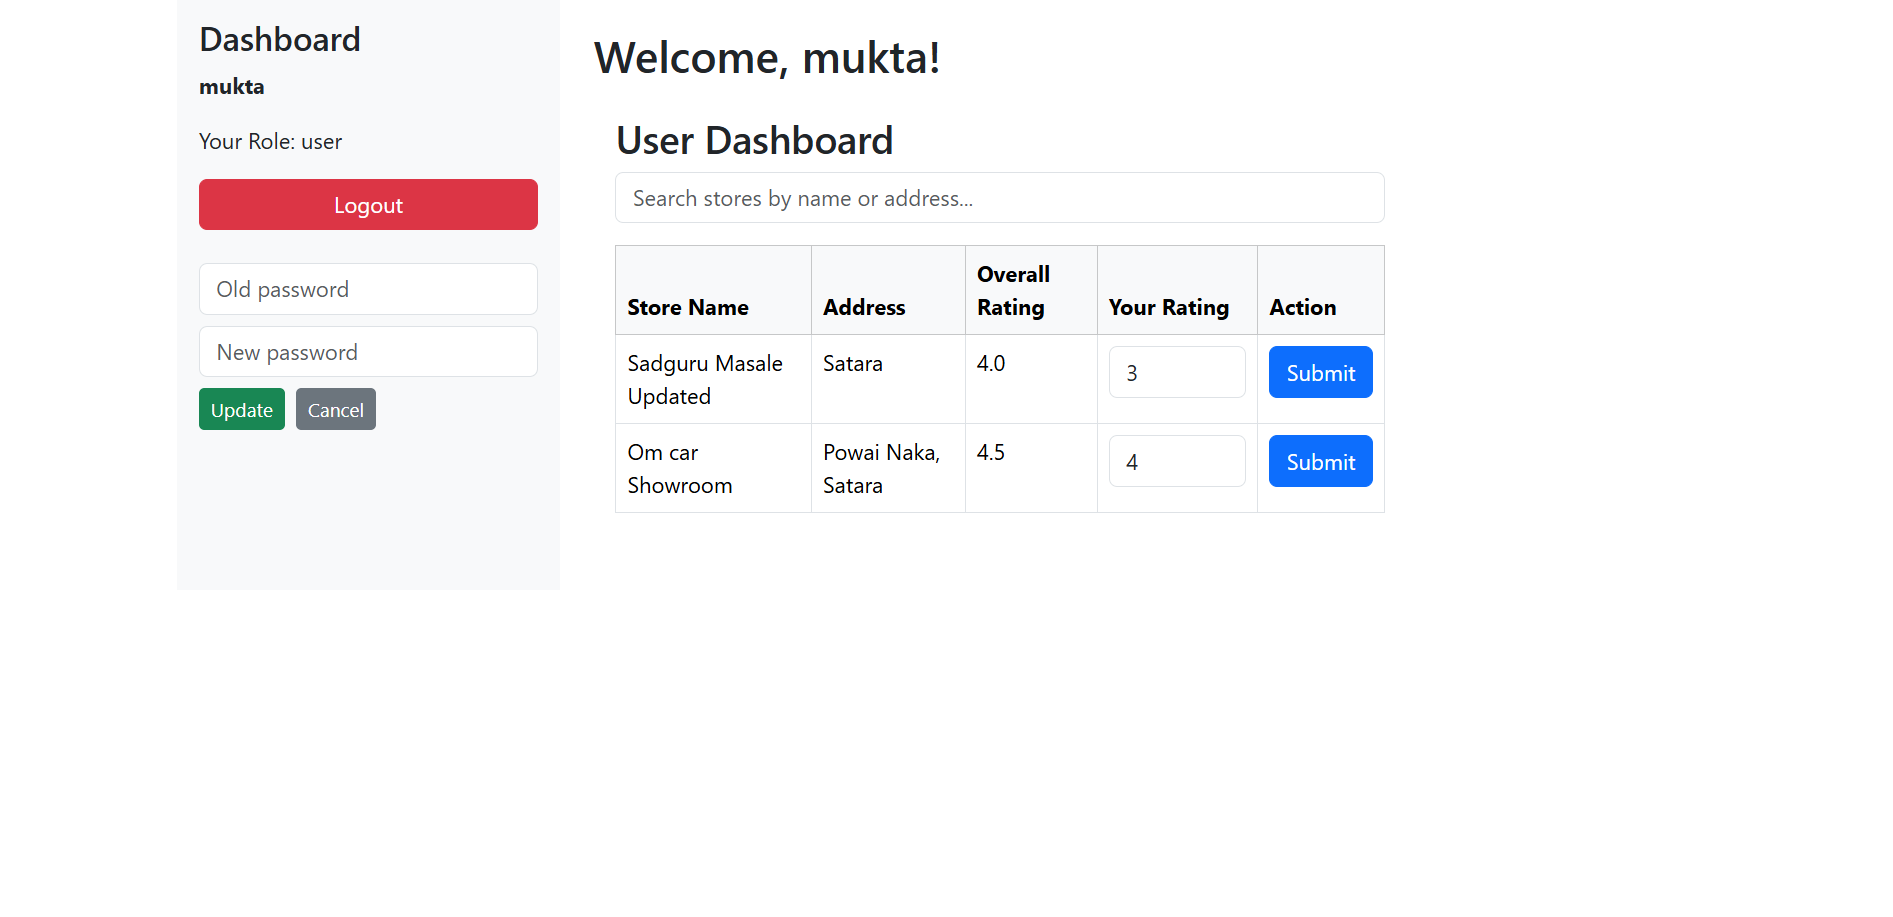 Dashboard
mukta
Your Role: user
Logout
Old password
New password
Update Cancel
Welcome, mukta!
User Dashboard
Search stores by name or address...
Store Name Address Overall Rating Your Rating Action
Sadguru Masale Updated Satara 4.0 3 Submit
Om car Showroom Powai Naka, Satara 4.5 4 Submit